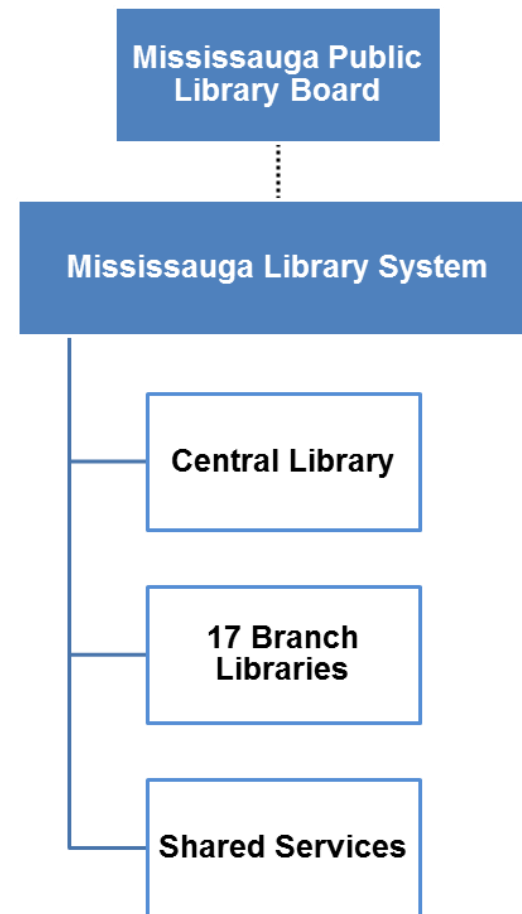 Mississauga Public
Library Board
Mississauga Library System
Central Library
17 Branch
Libraries
Shared Services